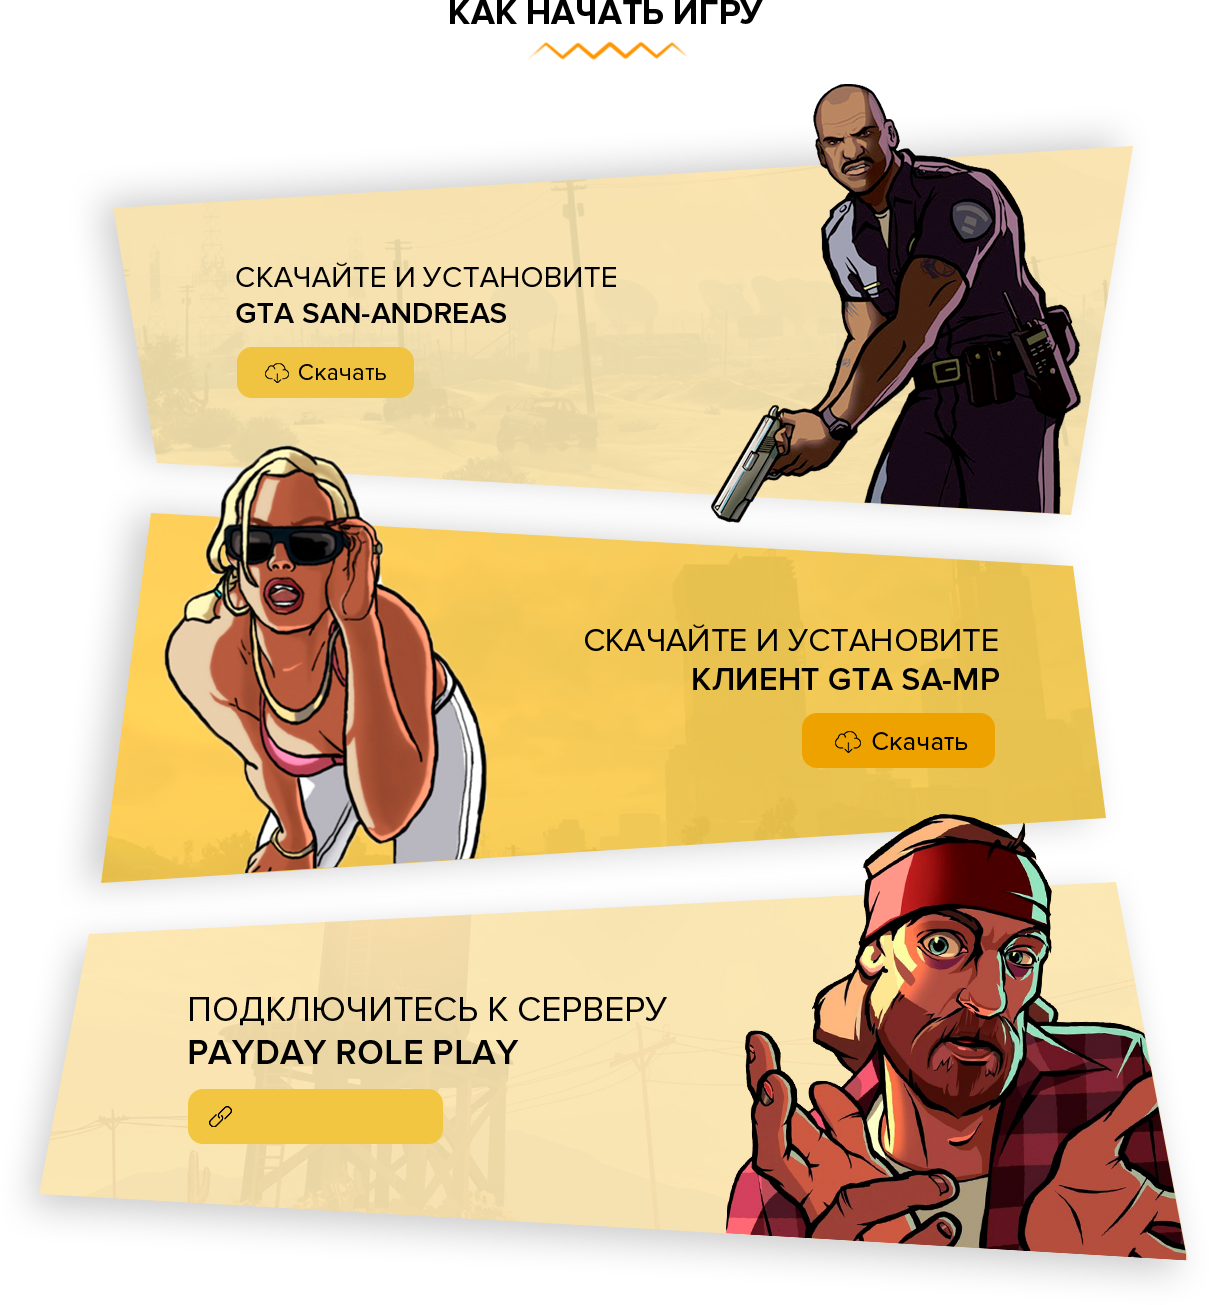 КАК НАЧАТЬ ИГРУ
СКАЧАЙТЕ И УСТАНОВИТЕ
GTA SAN-ANDREAS
Скачать
СКАЧАЙТЕ И УСТАНОВИТЕ
КЛИЕНТ GTA SA-MP
Скачать
ПОДКЛЮЧИТЕСЬ К СЕРВЕРУ
PAYDAY ROLE PLAY